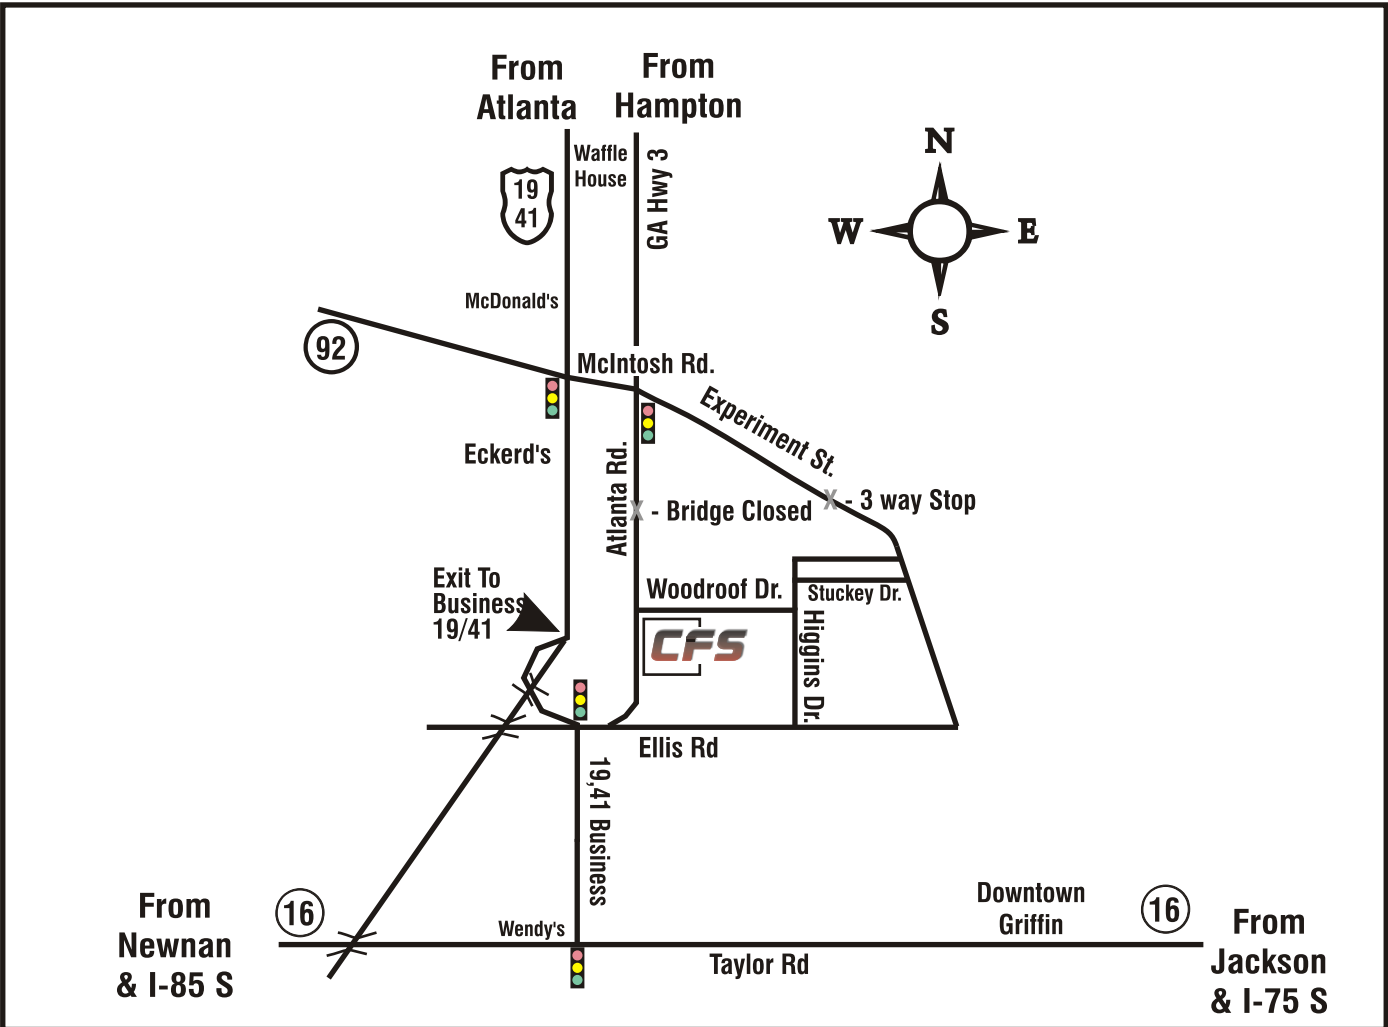 From
Atlanta
From
Hampton
Waffle
House
GA Hwy 3
19
41
N
W
E
S
McDonald's
92
McIntosh Rd.
Experiment St.
Eckerd's
Atlanta Rd.
X - Bridge Closed
X - 3 way Stop
Exit To
Business
19/41
Woodroof Dr.
Stuckey Dr.
CFS
Higgins Dr.
Ellis Rd
19,41 Business
From
Newnan
& I-85 S
16
Wendy's
Taylor Rd
Downtown
Griffin
16
From
Jackson
& I-75 S